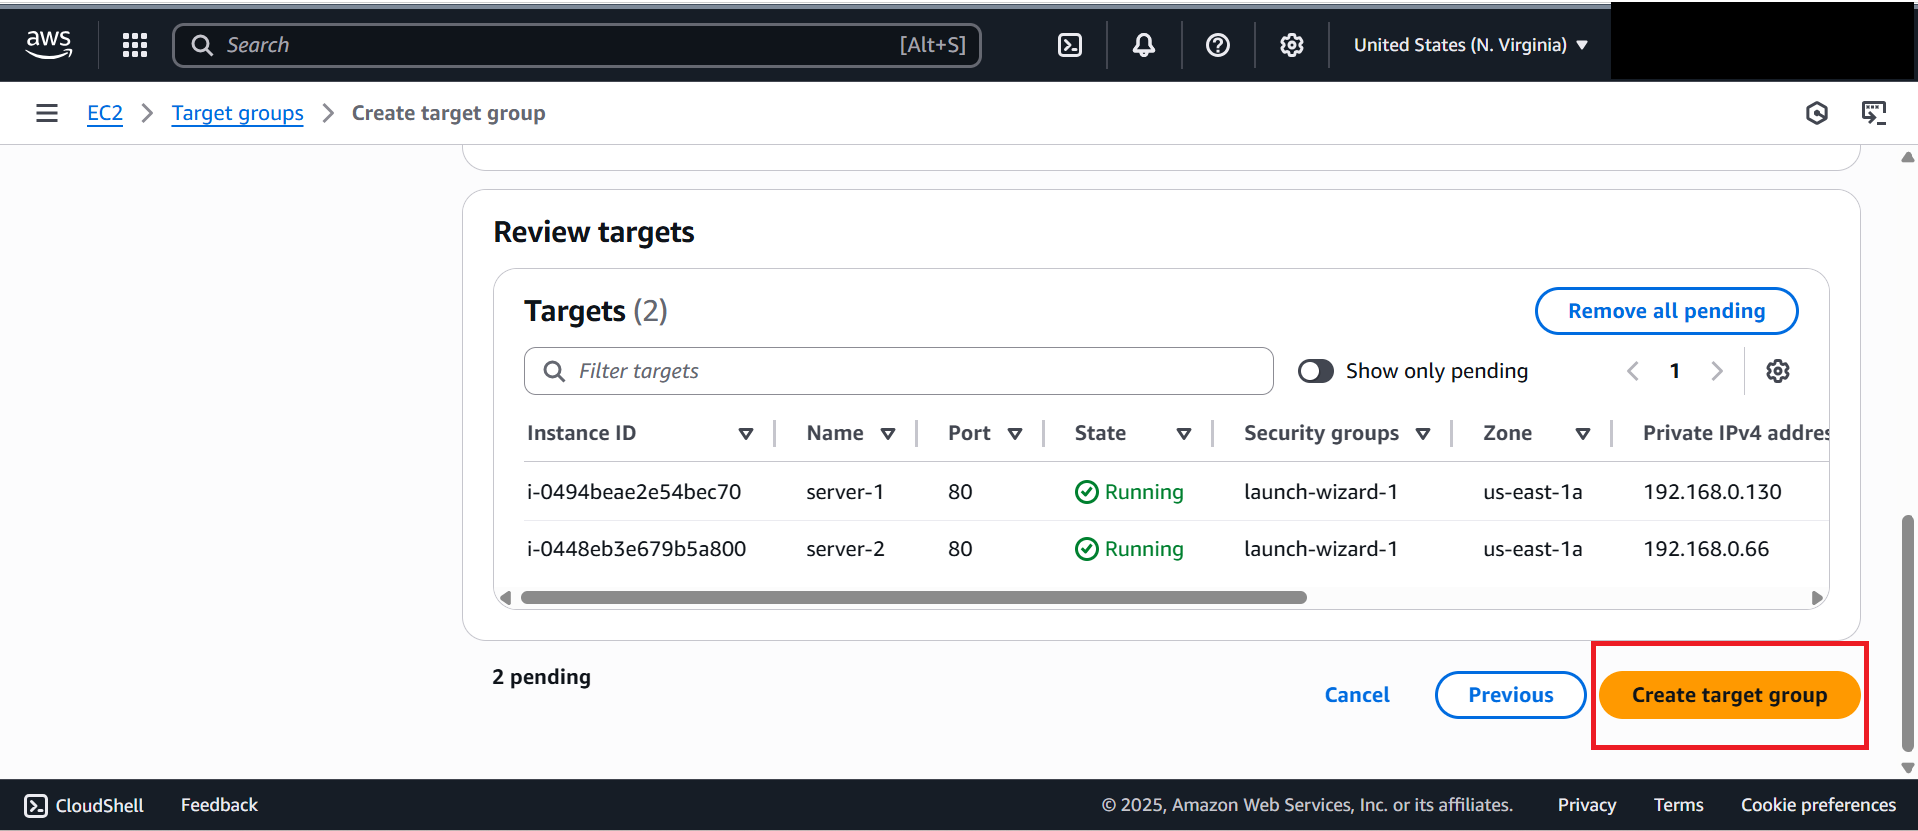 aws
Search [Alt+S]
United States (N. Virginia)
EC2 Target groups Create target group
Review targets
Targets (2) Remove all pending
Filter targets Show only pending 1
Instance ID Name Port State Security groups Zone Private IPv4 addres
i-0494beae2e54bec70 server-1 80 Running launch-wizard-1 us-east-1a 192.168.0.130
i-0448eb3e679b5a800 server-2 80 Running launch-wizard-1 us-east-1a 192.168.0.66
2 pending
Cancel Previous Create target group
CloudShell Feedback © 2025, Amazon Web Services, Inc. or its affiliates. Privacy Terms Cookie preferences